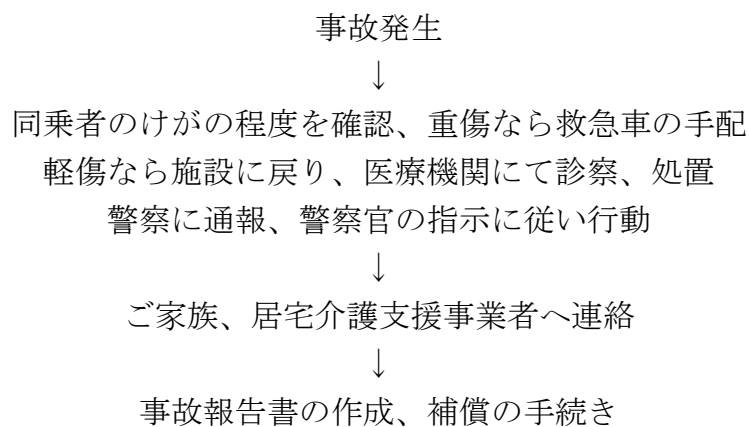 事故発生
↓
同乗者のけがの程度を確認、重傷なら救急車の手配
軽傷なら施設に戻り、医療機関にて診察、処置
警察に通報、警察官の指示に従い行動
↓
ご家族、居宅介護支援事業者へ連絡
↓
事故報告書の作成、補償の手続き